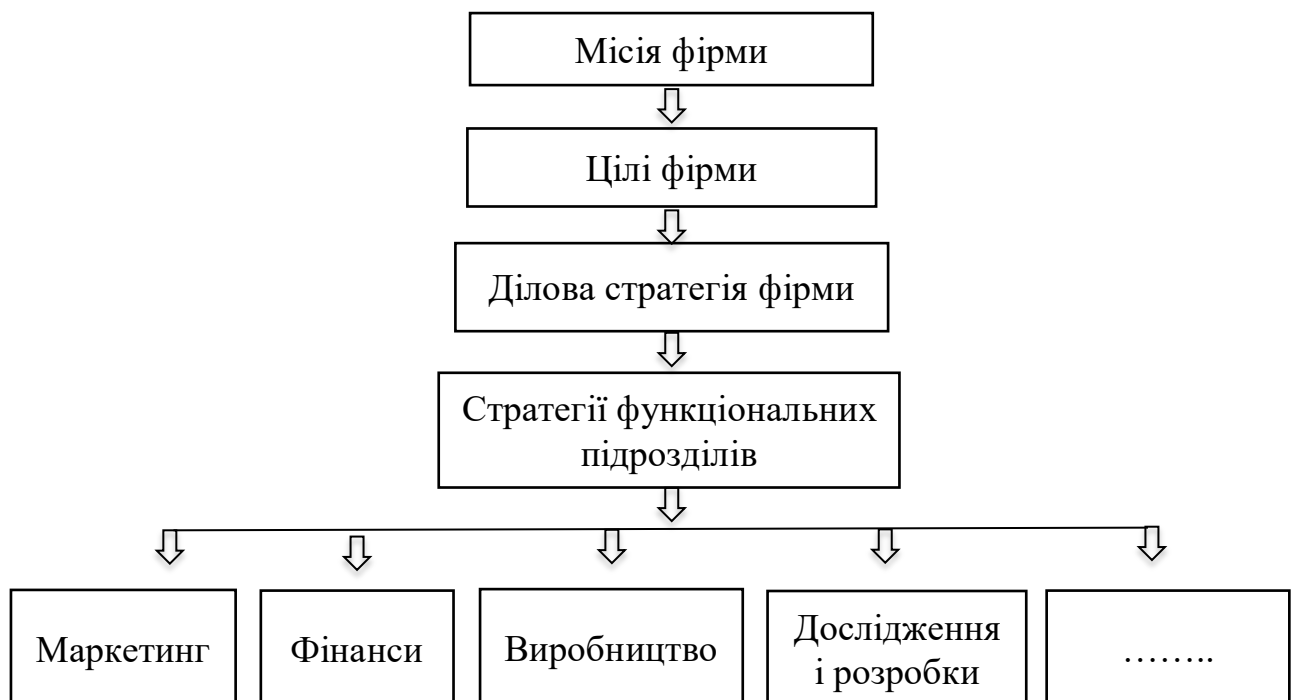 Місія фірми
Цілі фірми
Ділова стратегія фірми
Стратегії функціональних
підрозділів
Маркетинг
Фінанси
Виробництво
Дослідження
і розробки
……..